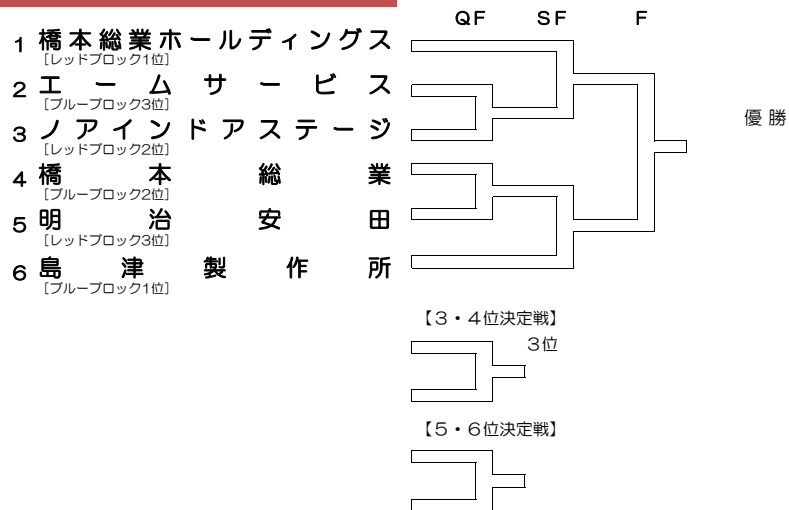 QF SF F
1 橋本総業ホールディングス
[レッドブロック1位]
2 エームサービス
[ブルーブロック3位]
3 ノアインドアステージ
[レッドブロック2位]
4 橋本総業
[ブルーブロック2位]
5 明治安田
[レッドブロック3位]
6 島津製作所
[ブルーブロック1位]
優勝
【3・4位決定戦】
3位
【5・6位決定戦】